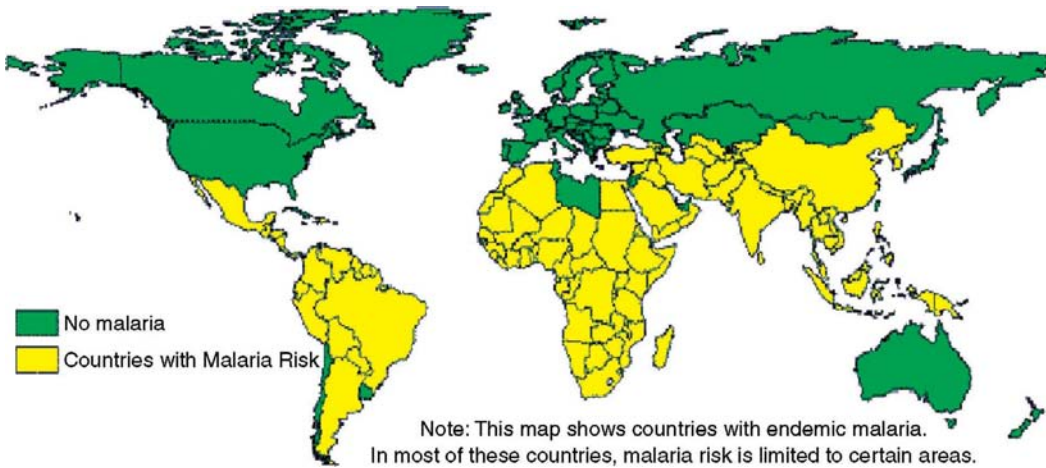 No malaria
Countries with Malaria Risk
Note: This map shows countries with endemic malaria.
In most of these countries, malaria risk is limited to certain areas.